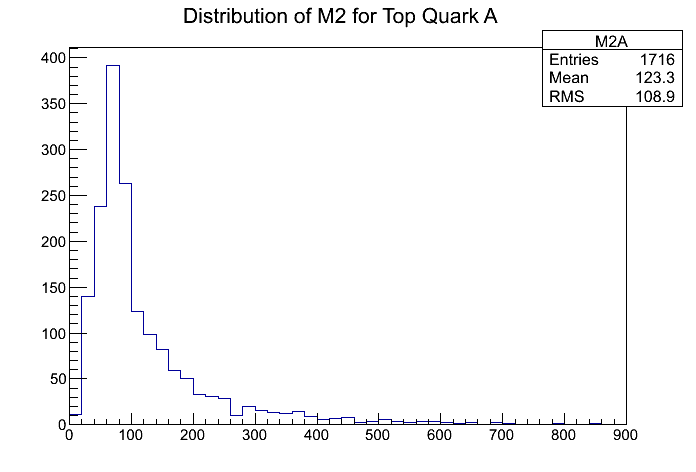 Distribution of M2 for Top Quark A
M2A
Entries 1716
Mean 123.3
RMS 108.9
400
350
300
250
200
150
100
50
0
0 100 200 300 400 500 600 700 800 900